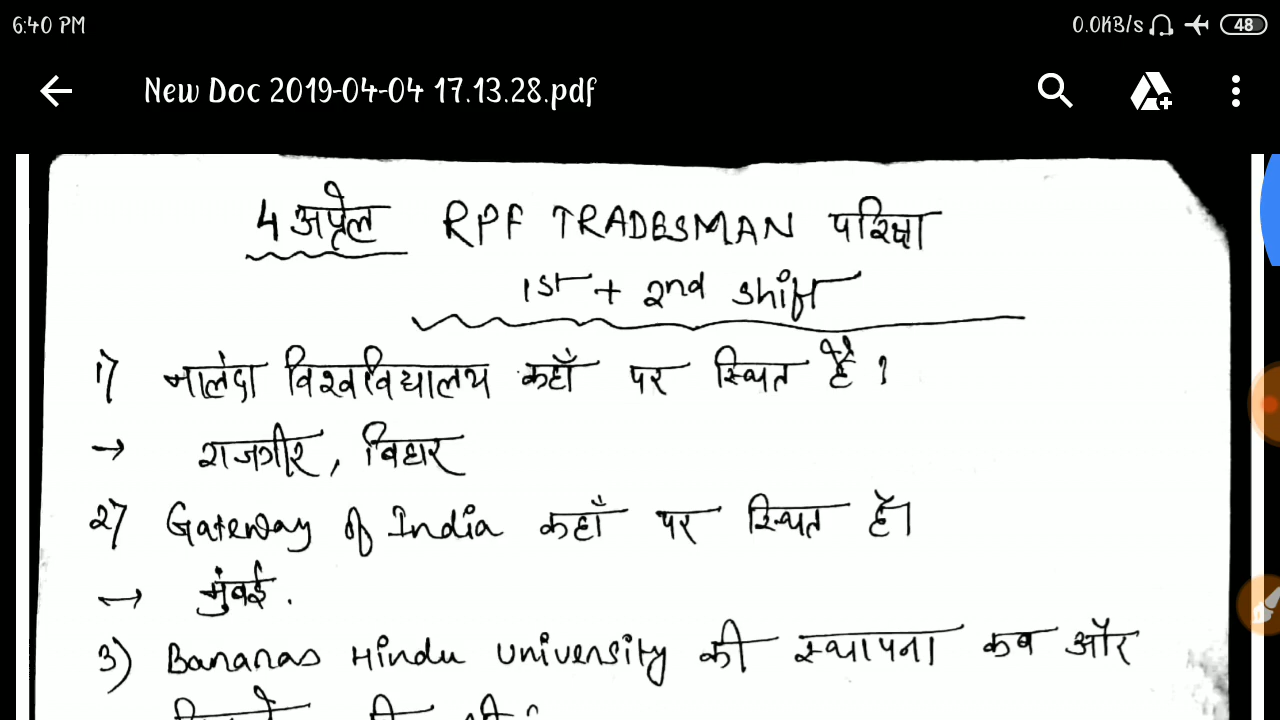 6:40 PM
0.0KB/s 48
New Doc 2019-04-04 17.13.28.pdf
4 अप्रेल RPF TRADESMAN परिक्षा
1st + 2nd shift
1) नालंदा विश्वविद्यालय कहाँ पर स्थित है ?
→ राजगीर, बिहार
2) Gateway of India कहाँ पर स्थित है।
→ मुंबई.
3) Bananas Hindu University की स्थापना कब और